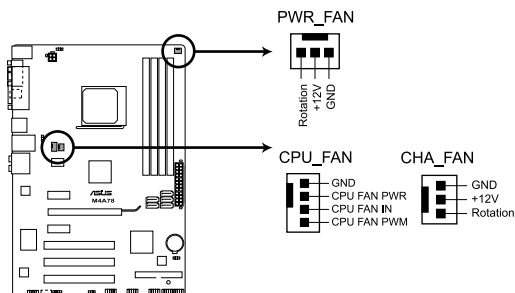 PWR_FAN
Rotation
+12V
GND
CPU_FAN
GND
CPU FAN PWR
CPU FAN IN
CPU FAN PWM
CHA_FAN
GND
+12V
Rotation
ASUS
M4A78